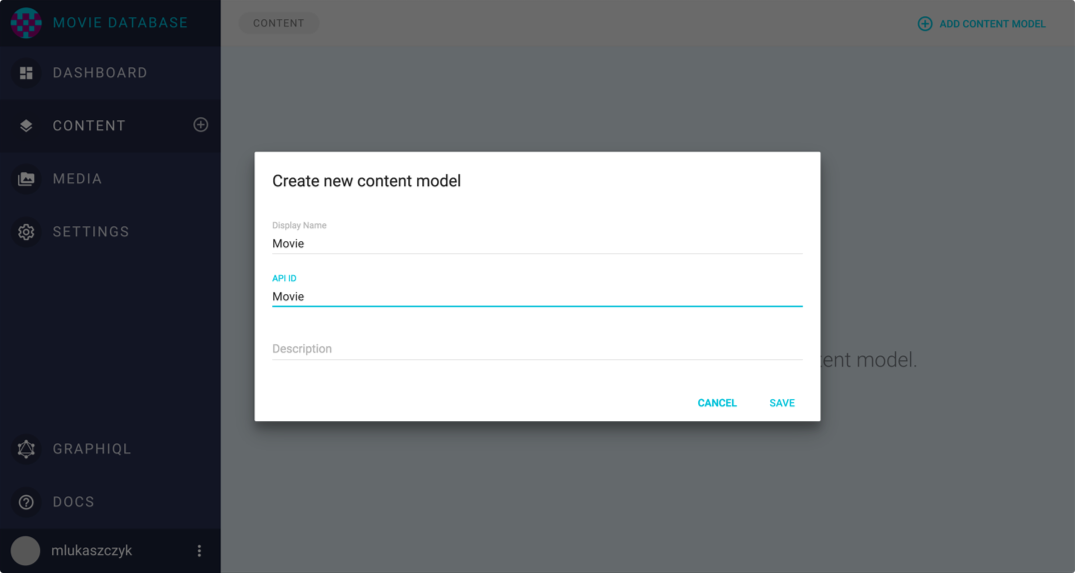 MOVIE DATABASE
CONTENT
ADD CONTENT MODEL
DASHBOARD
CONTENT
MEDIA
SETTINGS
Create new content model
Display Name
Movie
API ID
Movie
Description
CANCEL
SAVE
content model.
GRAPHIQL
DOCS
mlukaszczyk